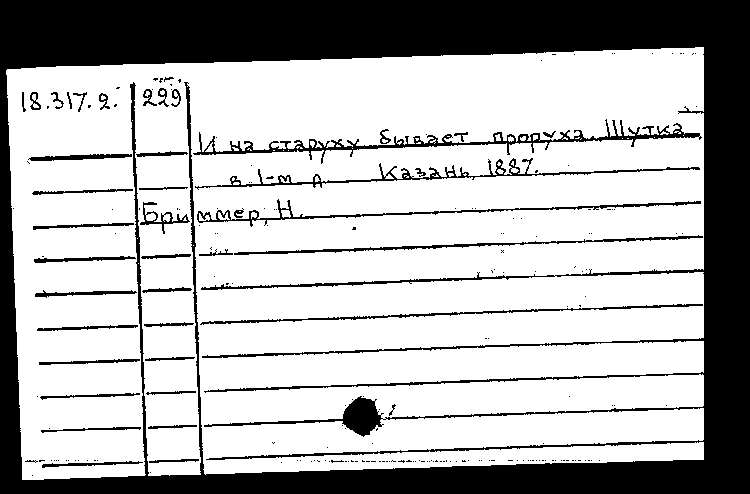 18.317.2. 229
И на старуху бывает проруха. Шутка
в 1-м д. Казань, 1887.
Бриммер, Н.